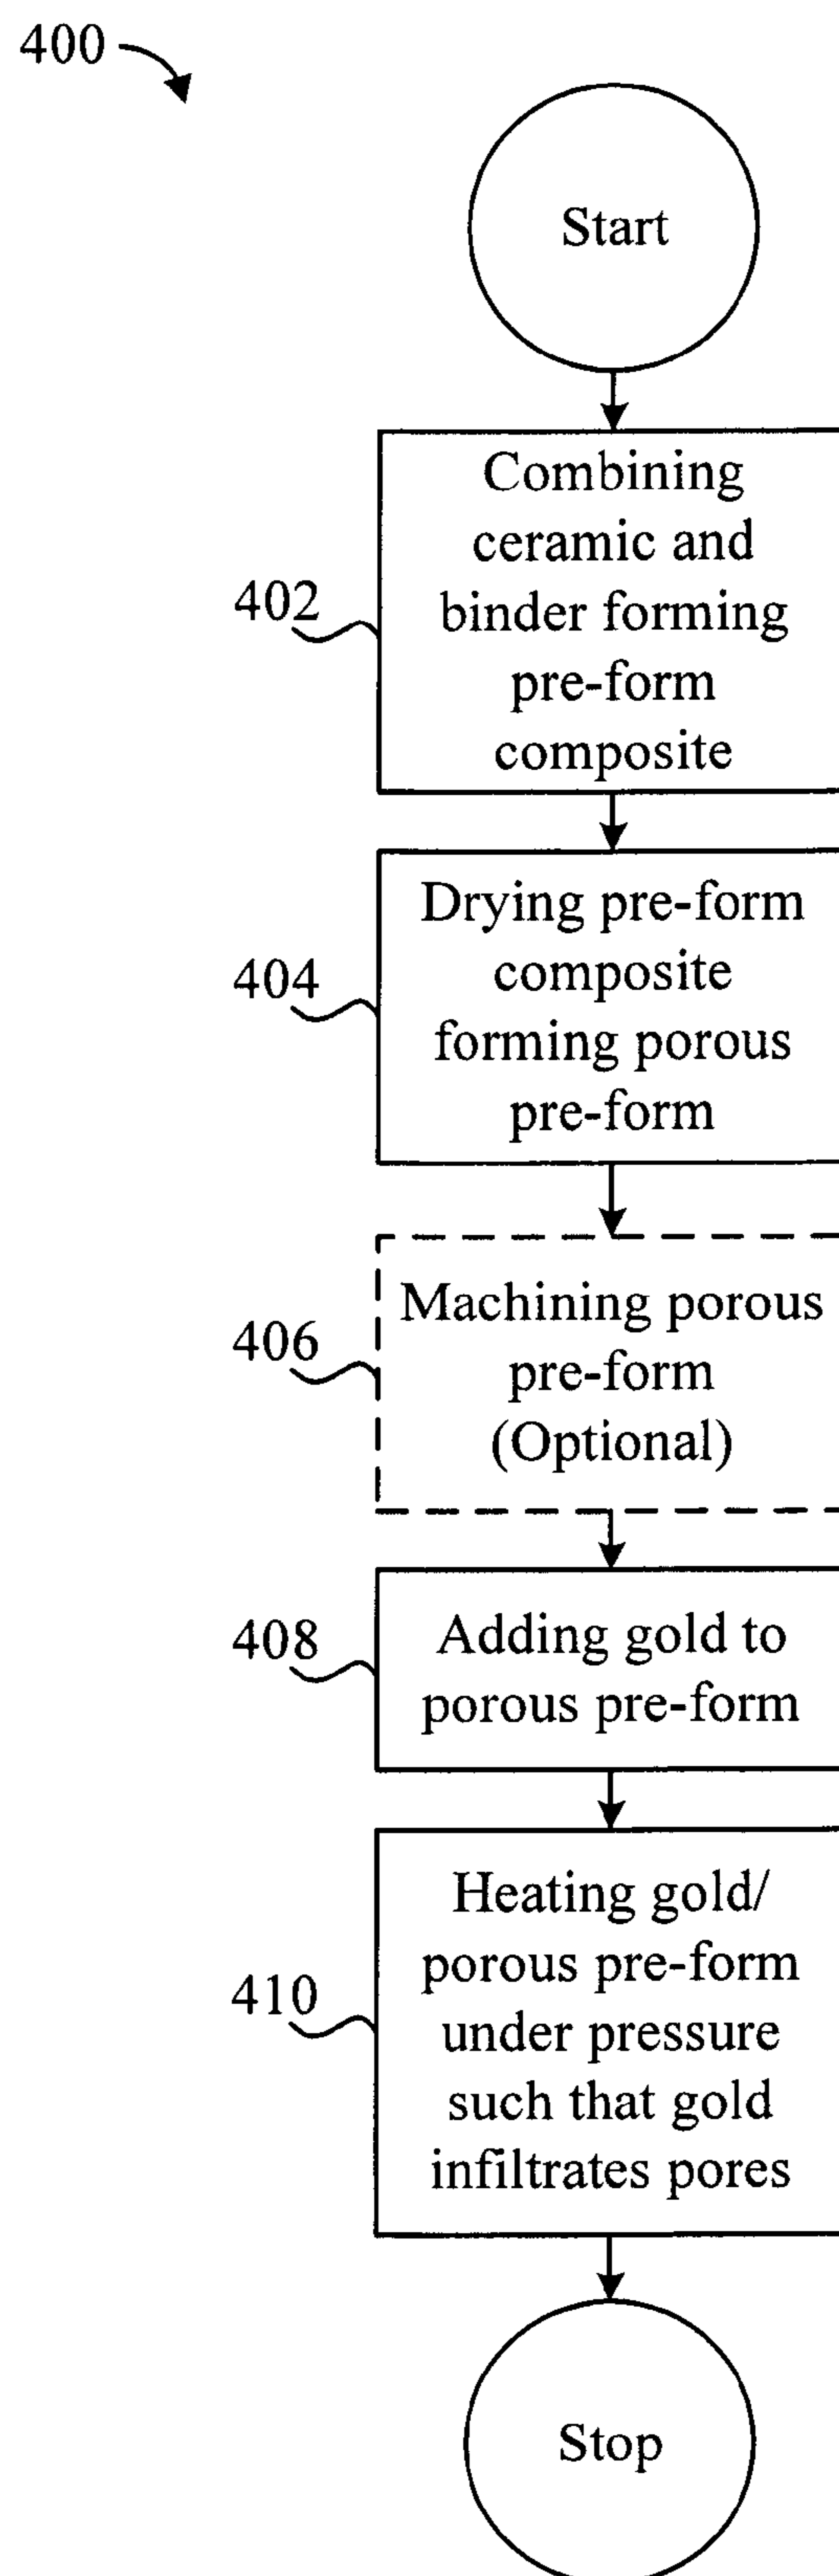 400
Start
402
Combining
ceramic and
binder forming
pre-form
composite
404
Drying pre-form
composite
forming porous
pre-form
406
Machining porous
pre-form
(Optional)
408
Adding gold to
porous pre-form
410
Heating gold/
porous pre-form
under pressure
such that gold
infiltrates pores
Stop